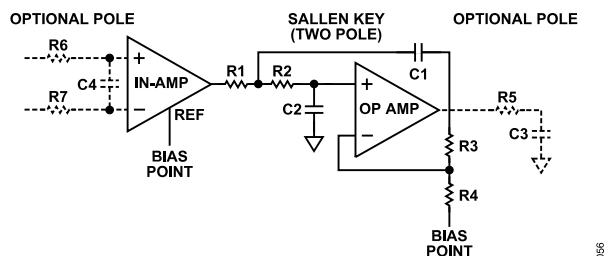 OPTIONAL POLE
SALLEN KEY
(TWO POLE)
OPTIONAL POLE
R6
R7
C4
+
−
IN-AMP
REF
BIAS
POINT
R1
R2
C2
C1
+
−
OP AMP
R5
C3
R3
R4
BIAS
POINT
056